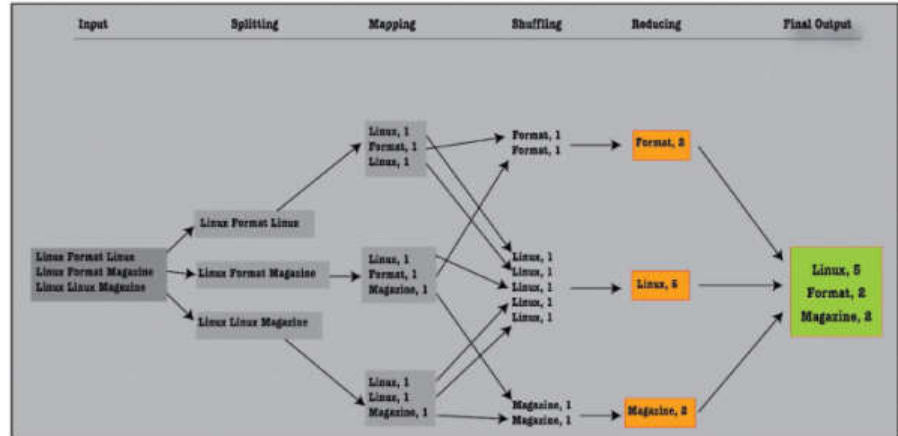 Input Splitting Mapping Shuffling Reducing Final Output
Linux Format Linux
Linux Format Magazine
Linux Linux Magazine
Linux Format Linux
Linux Format Magazine
Linux Linux Magazine
Linux, 1
Format, 1
Linux, 1
Linux, 1
Format, 1
Magazine, 1
Linux, 1
Linux, 1
Magazine, 1
Format, 1
Format, 1
Linux, 1
Linux, 1
Linux, 1
Linux, 1
Linux, 1
Magazine, 1
Magazine, 1
Format, 2
Linux, 5
Magazine, 2
Linux, 5
Format, 2
Magazine, 2